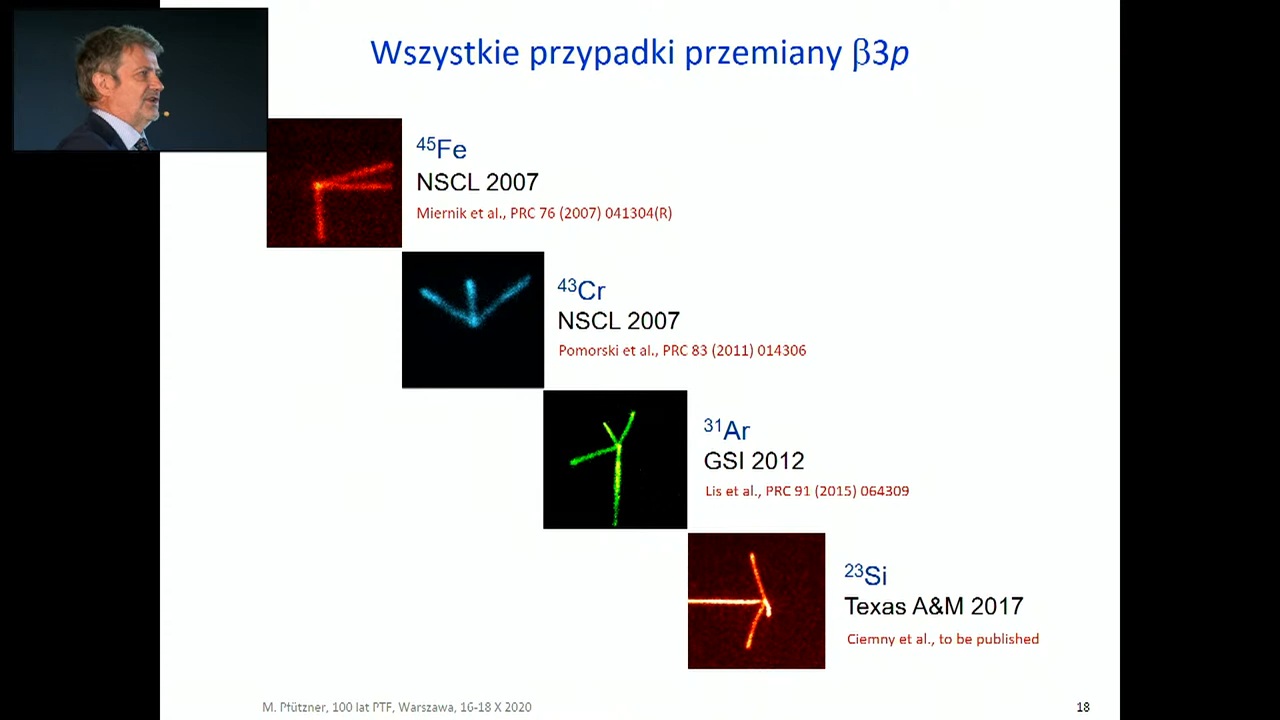 Wszystkie przypadki przemiany β3p
⁴⁵Fe
NSCL 2007
Miernik et al., PRC 76 (2007) 041304(R)
⁴³Cr
NSCL 2007
Pomorski et al., PRC 83 (2011) 014306
³¹Ar
GSI 2012
Lis et al., PRC 91 (2015) 064309
²³Si
Texas A&M 2017
Ciemny et al., to be published
M. Pfützner, 100 lat PTF, Warszawa, 16-18 X 2020
18